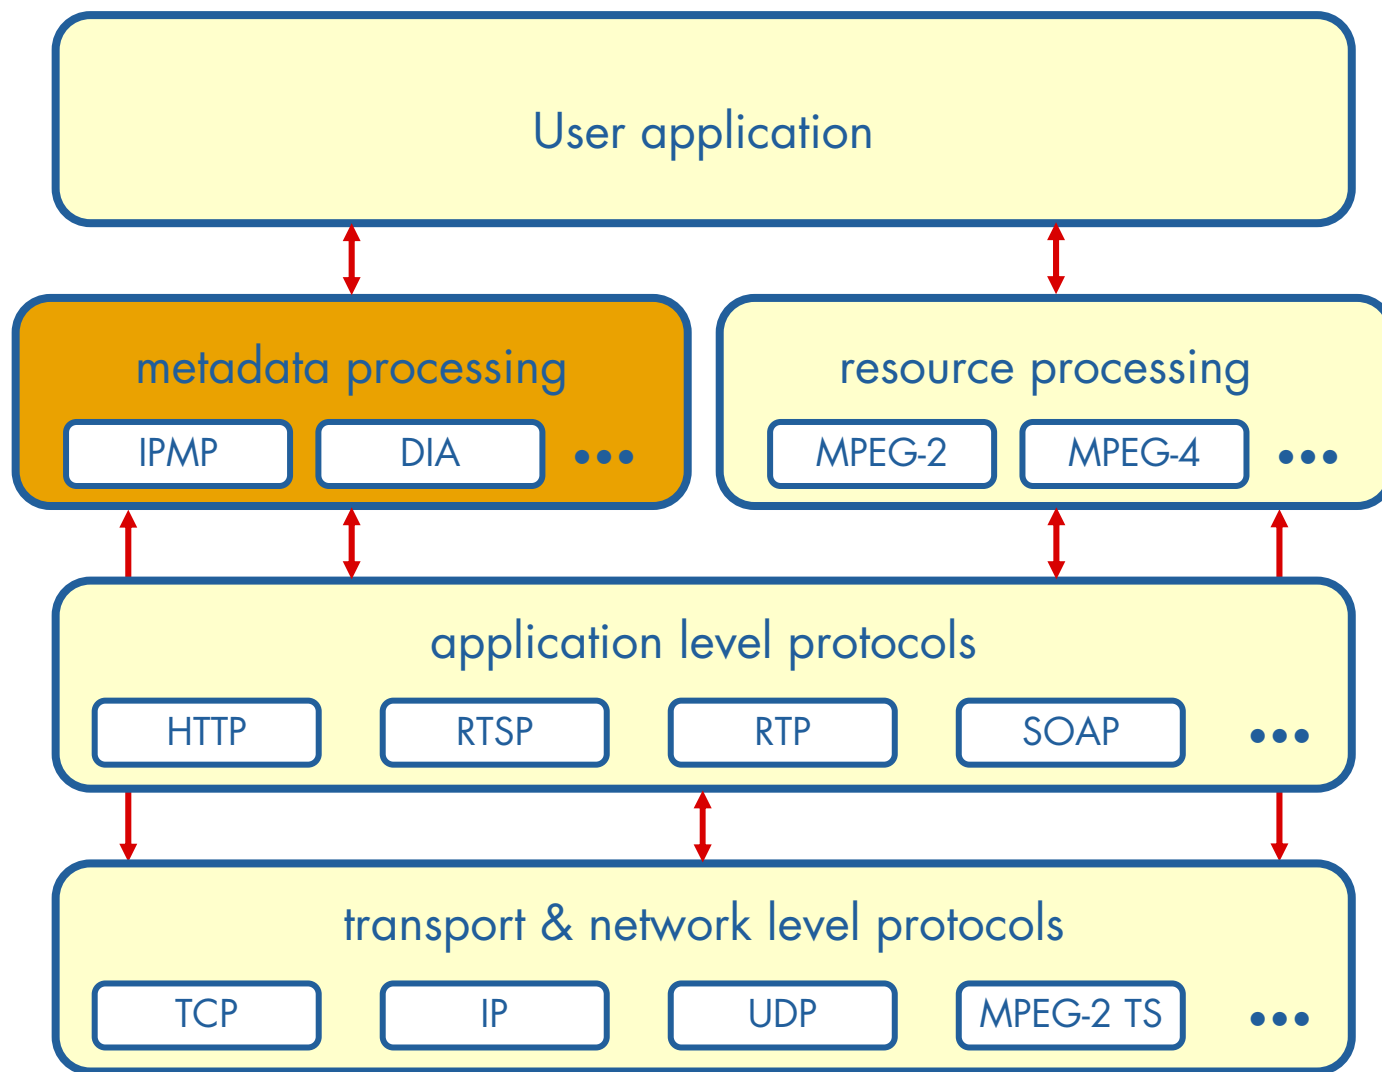 User application
metadata processing
resource processing
IPMP
DIA
•••
MPEG-2
MPEG-4
•••
application level protocols
HTTP
RTSP
RTP
SOAP
•••
transport & network level protocols
TCP
IP
UDP
MPEG-2 TS
•••